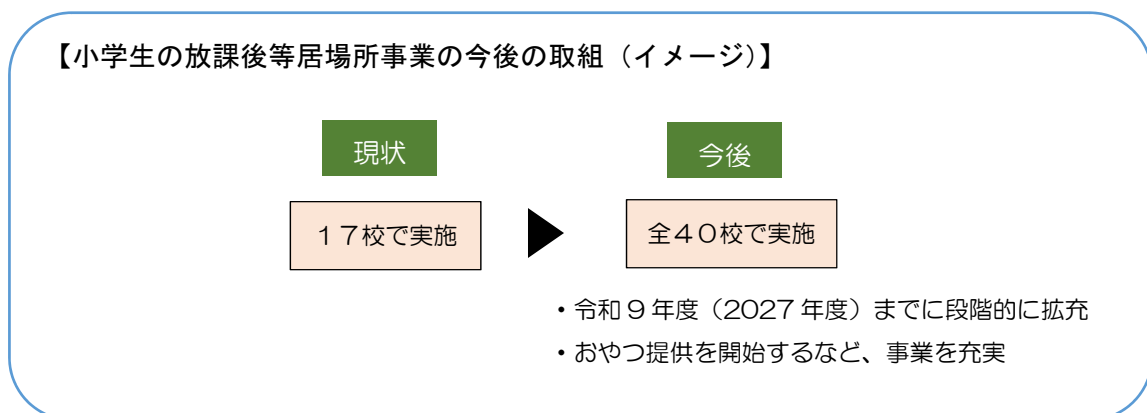 【小学生の放課後等居場所事業の今後の取組（イメージ）】
現状
今後
１７校で実施
全４０校で実施
・令和９年度（2027 年度）までに段階的に拡充
・おやつ提供を開始するなど、事業を充実